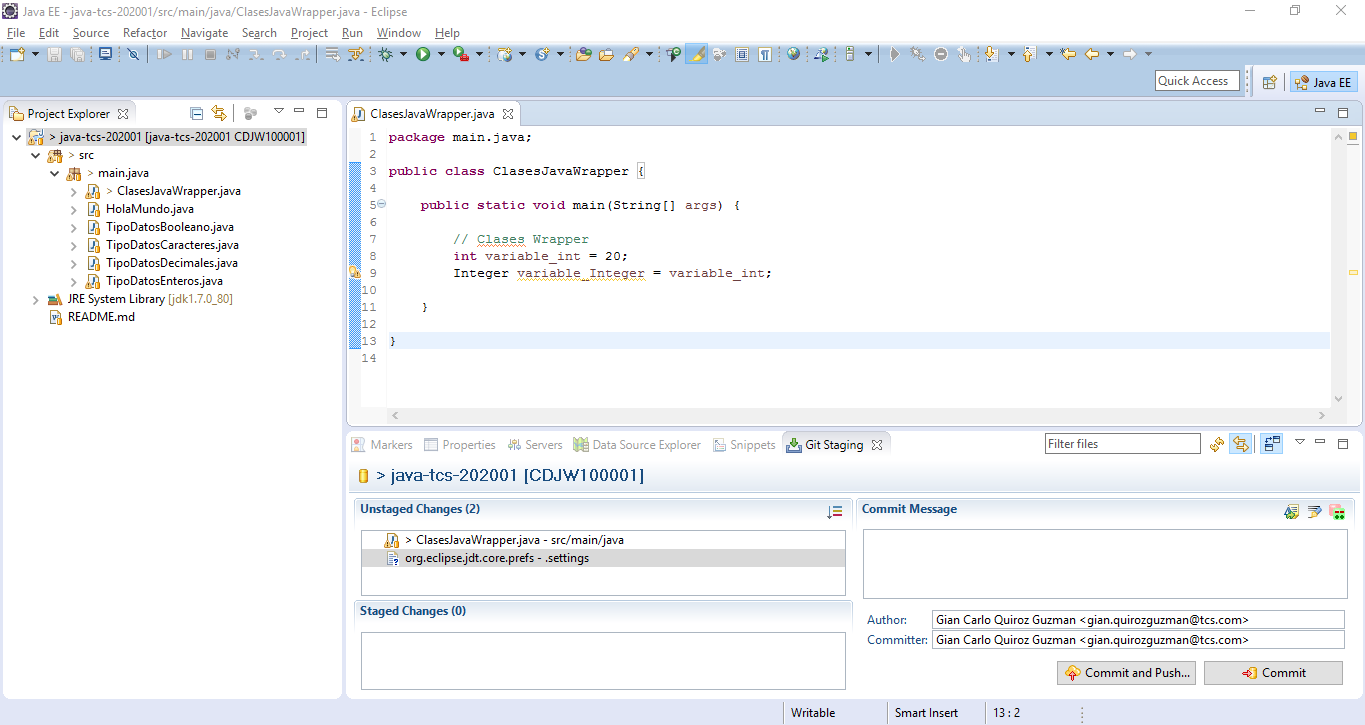 Java EE - java-tcs-202001/src/main/java/ClasesJavaWrapper.java - Eclipse
File Edit Source Refactor Navigate Search Project Run Window Help
Quick Access
Java EE
Project Explorer
> java-tcs-202001 [java-tcs-202001 CDJW100001]
> src
> main.java
> ClasesJavaWrapper.java
HolaMundo.java
TipoDatosBooleano.java
TipoDatosCaracteres.java
TipoDatosDecimales.java
TipoDatosEnteros.java
JRE System Library [jdk1.7.0_80]
README.md
ClasesJavaWrapper.java
1 package main.java;
2
3 public class ClasesJavaWrapper {
4
5 public static void main(String[] args) {
6
7 // Clases Wrapper
8 int variable_int = 20;
9 Integer variable_Integer = variable_int;
10
11 }
12
13 }
14
Markers Properties Servers Data Source Explorer Snippets Git Staging
Filter files
> java-tcs-202001 [CDJW100001]
Unstaged Changes (2)
> ClasesJavaWrapper.java - src/main/java
org.eclipse.jdt.core.prefs - .settings
Staged Changes (0)
Commit Message
Author: Gian Carlo Quiroz Guzman <gian.quirozguzman@tcs.com>
Committer: Gian Carlo Quiroz Guzman <gian.quirozguzman@tcs.com>
Commit and Push...
Commit
Writable
Smart Insert
13 : 2